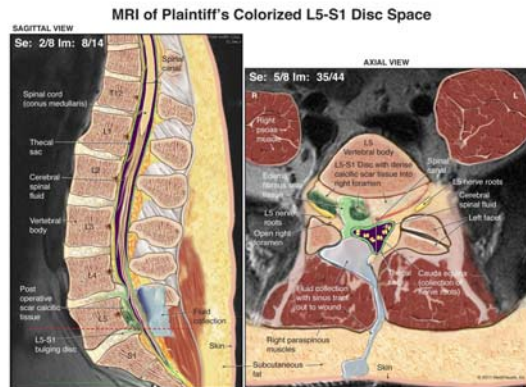 MRI of Plaintiff's Colorized L5-S1 Disc Space
SAGITTAL VIEW
Se: 2/8 Im: 8/14
T12
Spinal
canal
Spinal cord
(conus medullaris)
L1
Thecal
sac
L2
Cerebral
spinal
fluid
Vertebral
body
L3
L4
Post
operative
scar calcific
tissue
L5
Fluid
collection
L5-S1
bulging disc
S1
Skin
Subcutaneous
fat
AXIAL VIEW
Se: 5/8 Im: 35/44
R
L
Right
psoas
muscle
L5
Vertebral body
L5-S1 Disc with dense
calcific scar tissue into
right foramen
Spinal
canal
L5 nerve roots
Cerebral
spinal fluid
Left facet
L5 nerve
roots
Open right
foramen
Fluid collection
with sinus tract
out to wound
Thecal
Cauda equina
(collection of
nerve roots)
Right paraspinous
muscles
Skin